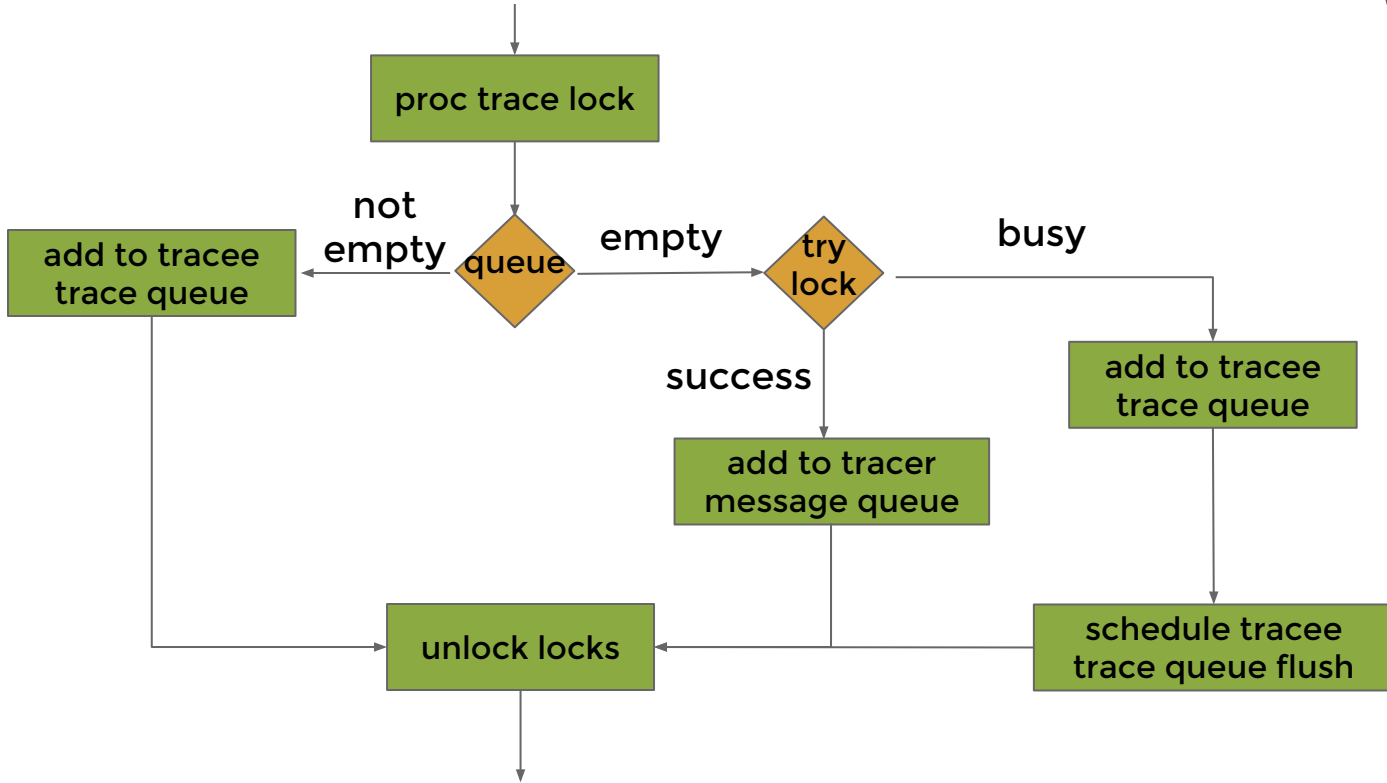 proc trace lock
not
empty
empty
busy
add to tracee
trace queue
queue
try
lock
success
add to tracee
trace queue
add to tracer
message queue
unlock locks
schedule tracee
trace queue flush